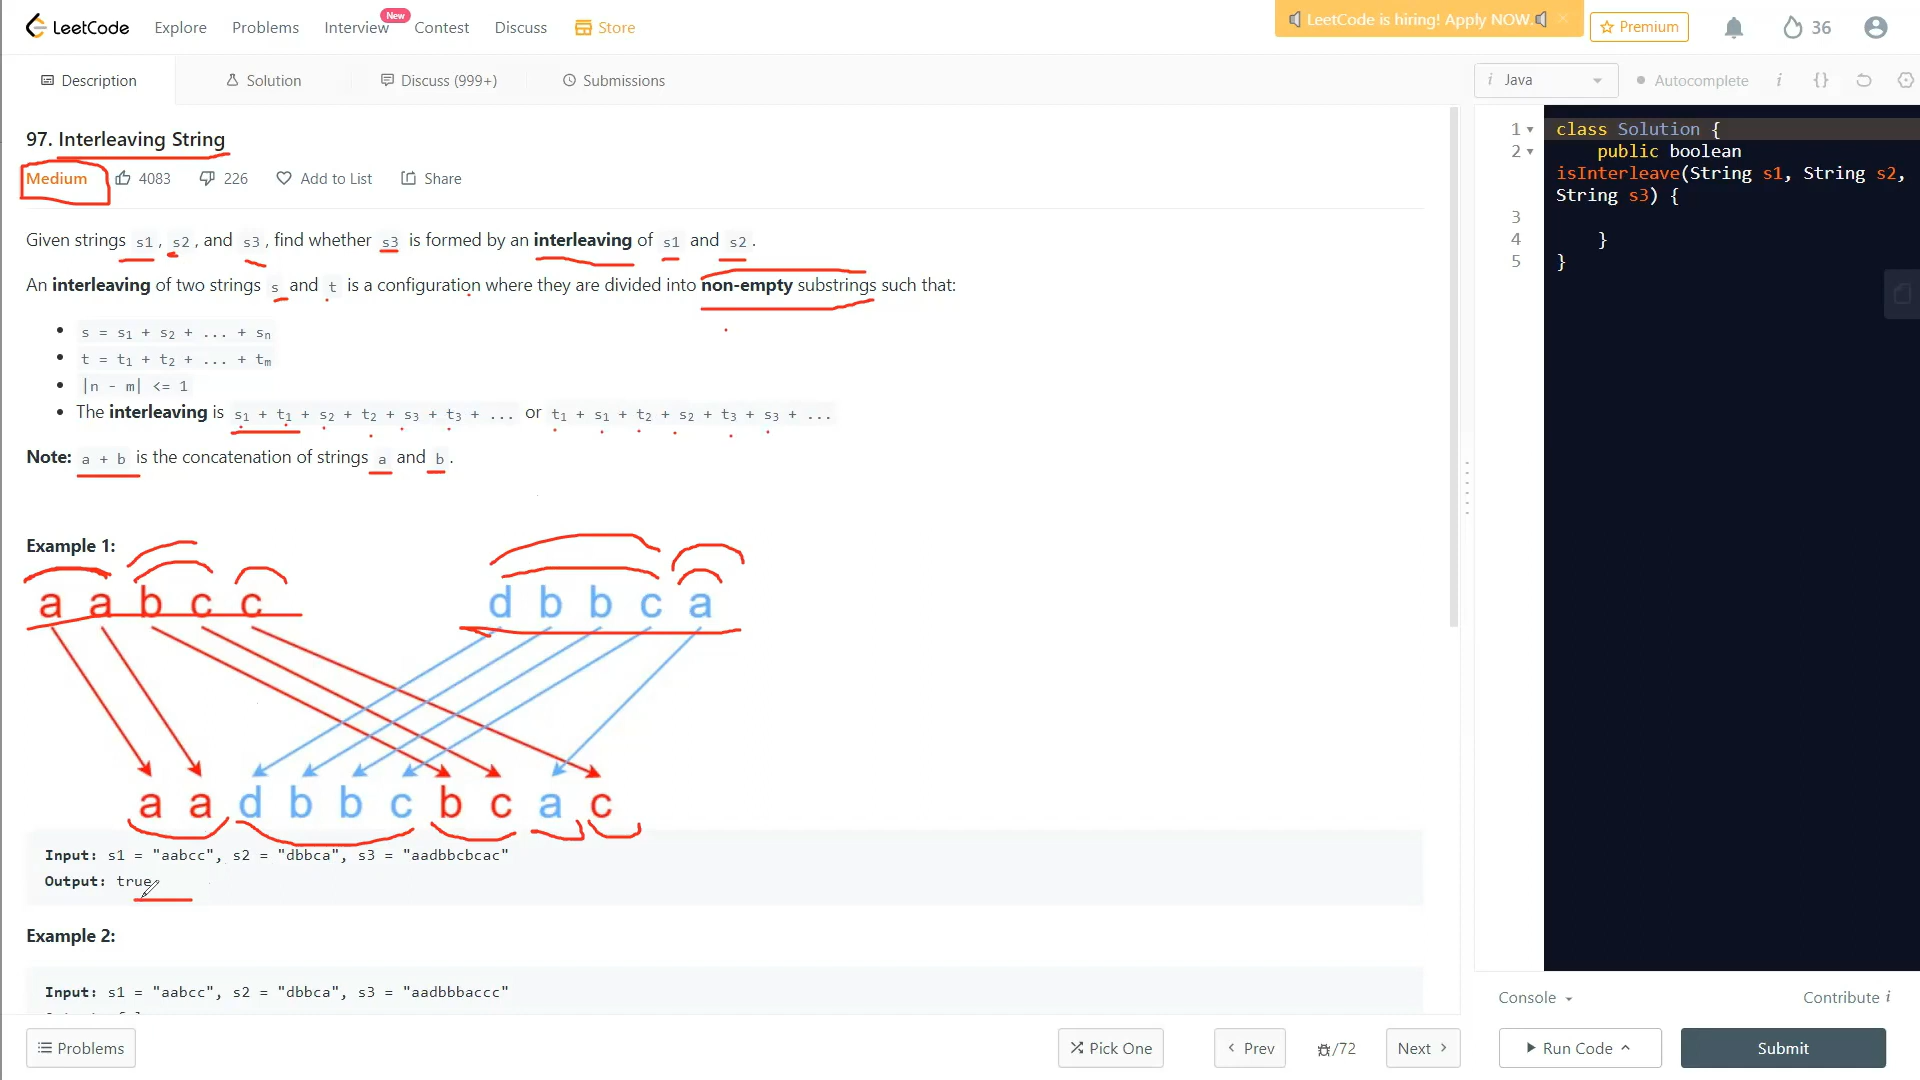 LeetCode Explore Problems Interview New Contest Discuss Store LeetCode is hiring! Apply NOW. Premium 36
Description Solution Discuss (999+) Submissions i Java Autocomplete i {}
97. Interleaving String
Medium 4083 226 Add to List Share
Given strings s1, s2, and s3, find whether s3 is formed by an interleaving of s1 and s2.
An interleaving of two strings s and t is a configuration where they are divided into non-empty substrings such that:
• s = s1 + s2 + ... + sn
• t = t1 + t2 + ... + tm
• |n - m| <= 1
• The interleaving is s1 + t1 + s2 + t2 + s3 + t3 + ... or t1 + s1 + t2 + s2 + t3 + s3 + ...
Note: a + b is the concatenation of strings a and b.
Example 1:
a a b c c d b b c a
a a d b b c b c a c
Input: s1 = "aabcc", s2 = "dbbca", s3 = "aadbbcbcac"
Output: true
Example 2:
Input: s1 = "aabcc", s2 = "dbbca", s3 = "aadbbbaccc"
1 class Solution {
2 public boolean
isInterleave(String s1, String s2,
String s3) {
3
4 }
5 }
Console Contribute i
Problems Pick One < Prev /72 Next > Run Code Submit